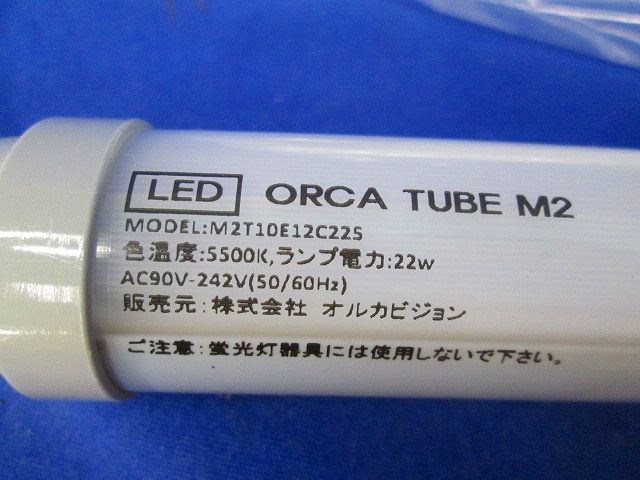 LED ORCA TUBE M2
MODEL:M2T10E12C22S
色温度:5500K,ランプ電力:22w
AC90V-242V(50/60Hz)
販売元:株式会社 オルカビジョン
ご注意:蛍光灯器具には使用しないで下さい。